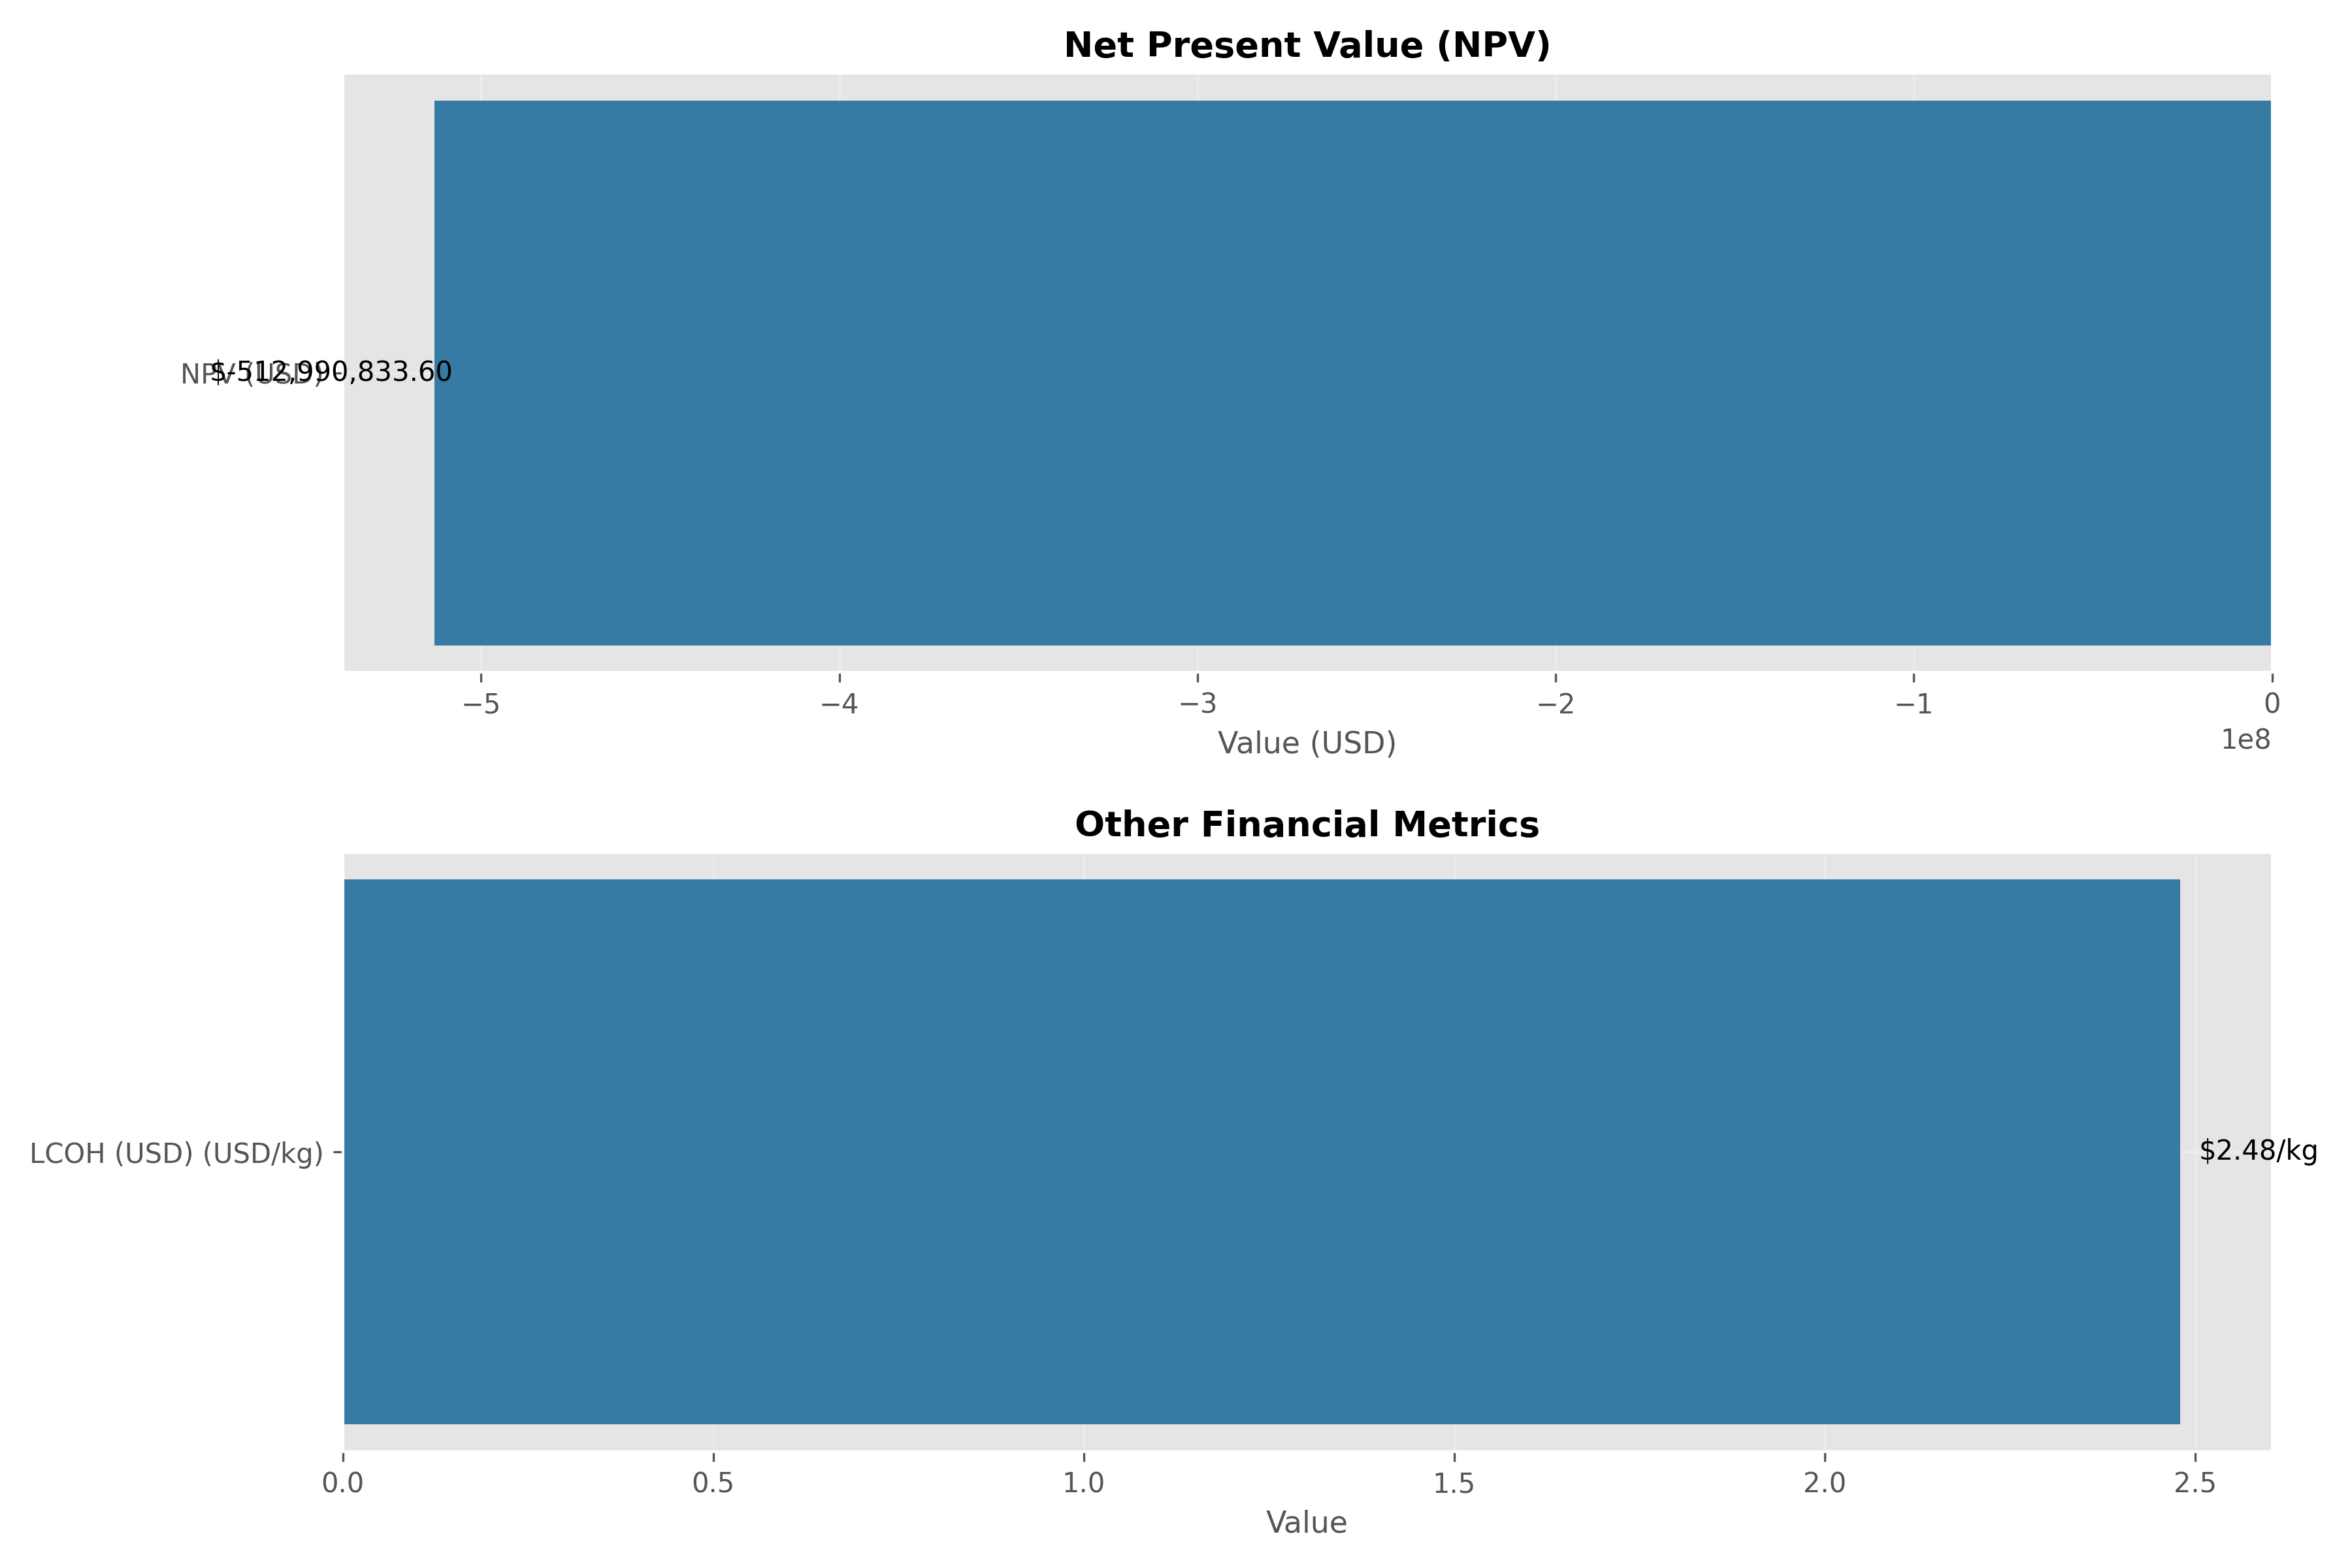 Net Present Value (NPV)
NPV (USD)
$-512,990,833.60
−5 −4 −3 −2 −1 0
1e8
Value (USD)
Other Financial Metrics
LCOH (USD) (USD/kg)
$2.48/kg
0.0 0.5 1.0 1.5 2.0 2.5
Value